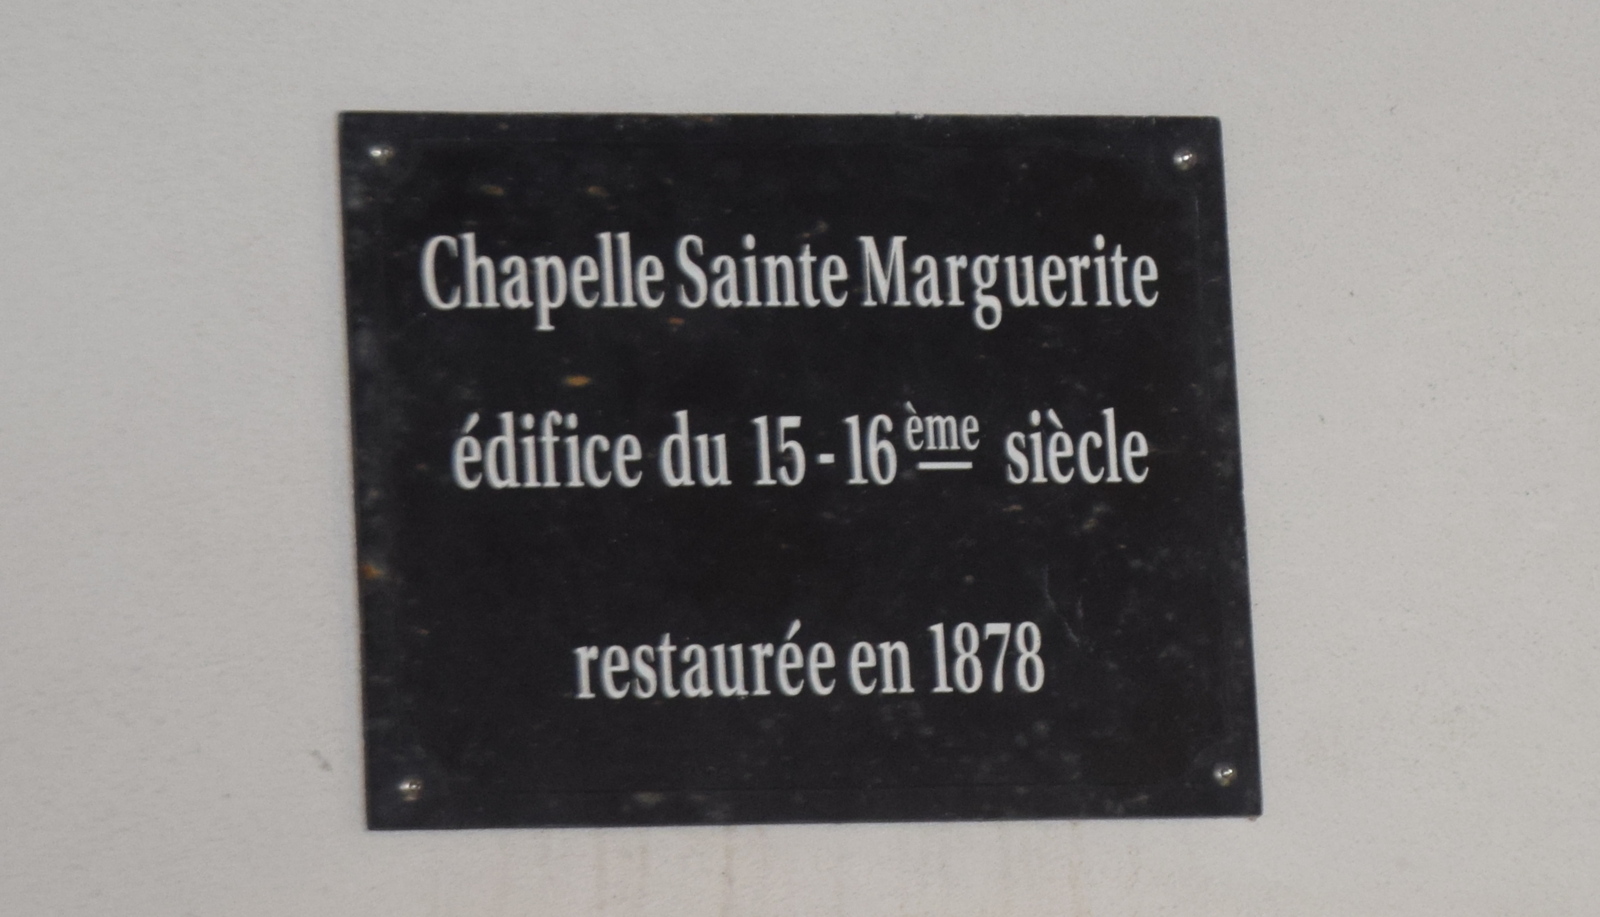 Chapelle Sainte Marguerite
édifice du 15 - 16ème siècle
restaurée en 1878